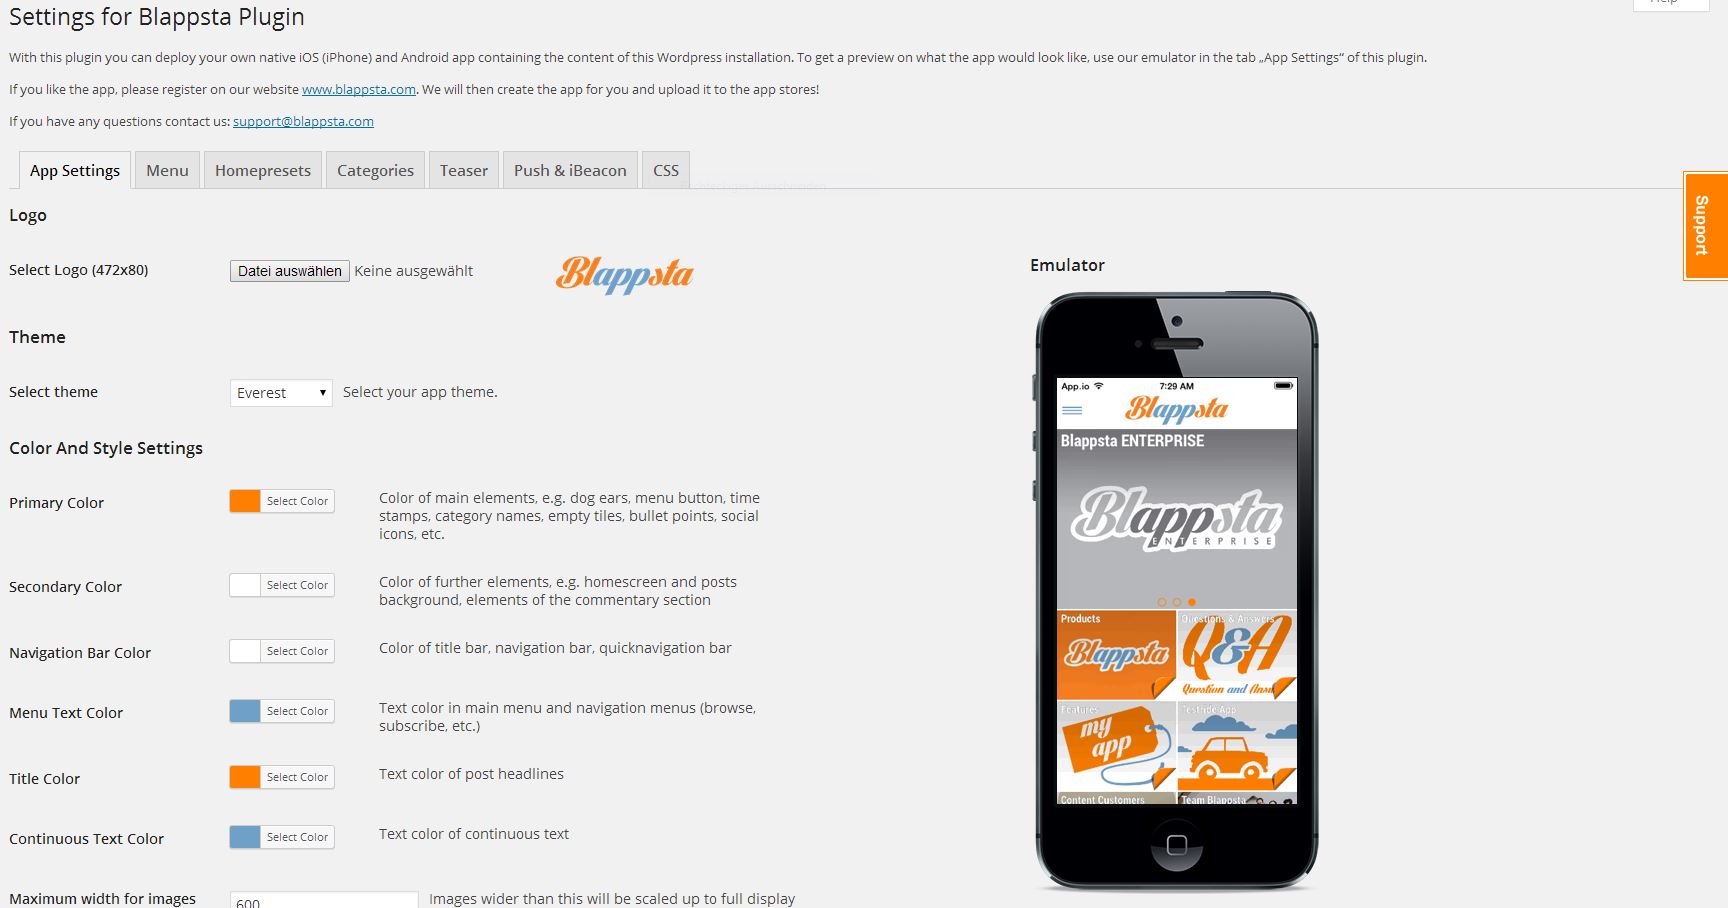 Help
Settings for Blappsta Plugin
With this plugin you can deploy your own native iOS (iPhone) and Android app containing the content of this Wordpress installation. To get a preview on what the app would look like, use our emulator in the tab „App Settings“ of this plugin.
If you like the app, please register on our website www.blappsta.com. We will then create the app for you and upload it to the app stores!
If you have any questions contact us: support@blappsta.com
App Settings
Menu
Homepresets
Categories
Teaser
Push & iBeacon
CSS
Support
Logo
Select Logo (472x80)
Datei auswählen Keine ausgewählt
Blappsta
Theme
Select theme
Everest
Select your app theme.
Color And Style Settings
Primary Color
Select Color
Color of main elements, e.g. dog ears, menu button, time
stamps, category names, empty tiles, bullet points, social
icons, etc.
Secondary Color
Select Color
Color of further elements, e.g. homescreen and posts
background, elements of the commentary section
Navigation Bar Color
Select Color
Color of title bar, navigation bar, quicknavigation bar
Menu Text Color
Select Color
Text color in main menu and navigation menus (browse,
subscribe, etc.)
Title Color
Select Color
Text color of post headlines
Continuous Text Color
Select Color
Text color of continuous text
Maximum width for images
600
Images wider than this will be scaled up to full display
Emulator
App.io
7:29 AM
Blappsta
Blappsta ENTERPRISE
Blappsta
ENTERPRISE
Products
Blappsta
Questions & Answers
Q&A
Question and Answ
Features
my
app
Testride App
Content Customers
Team Blappsta